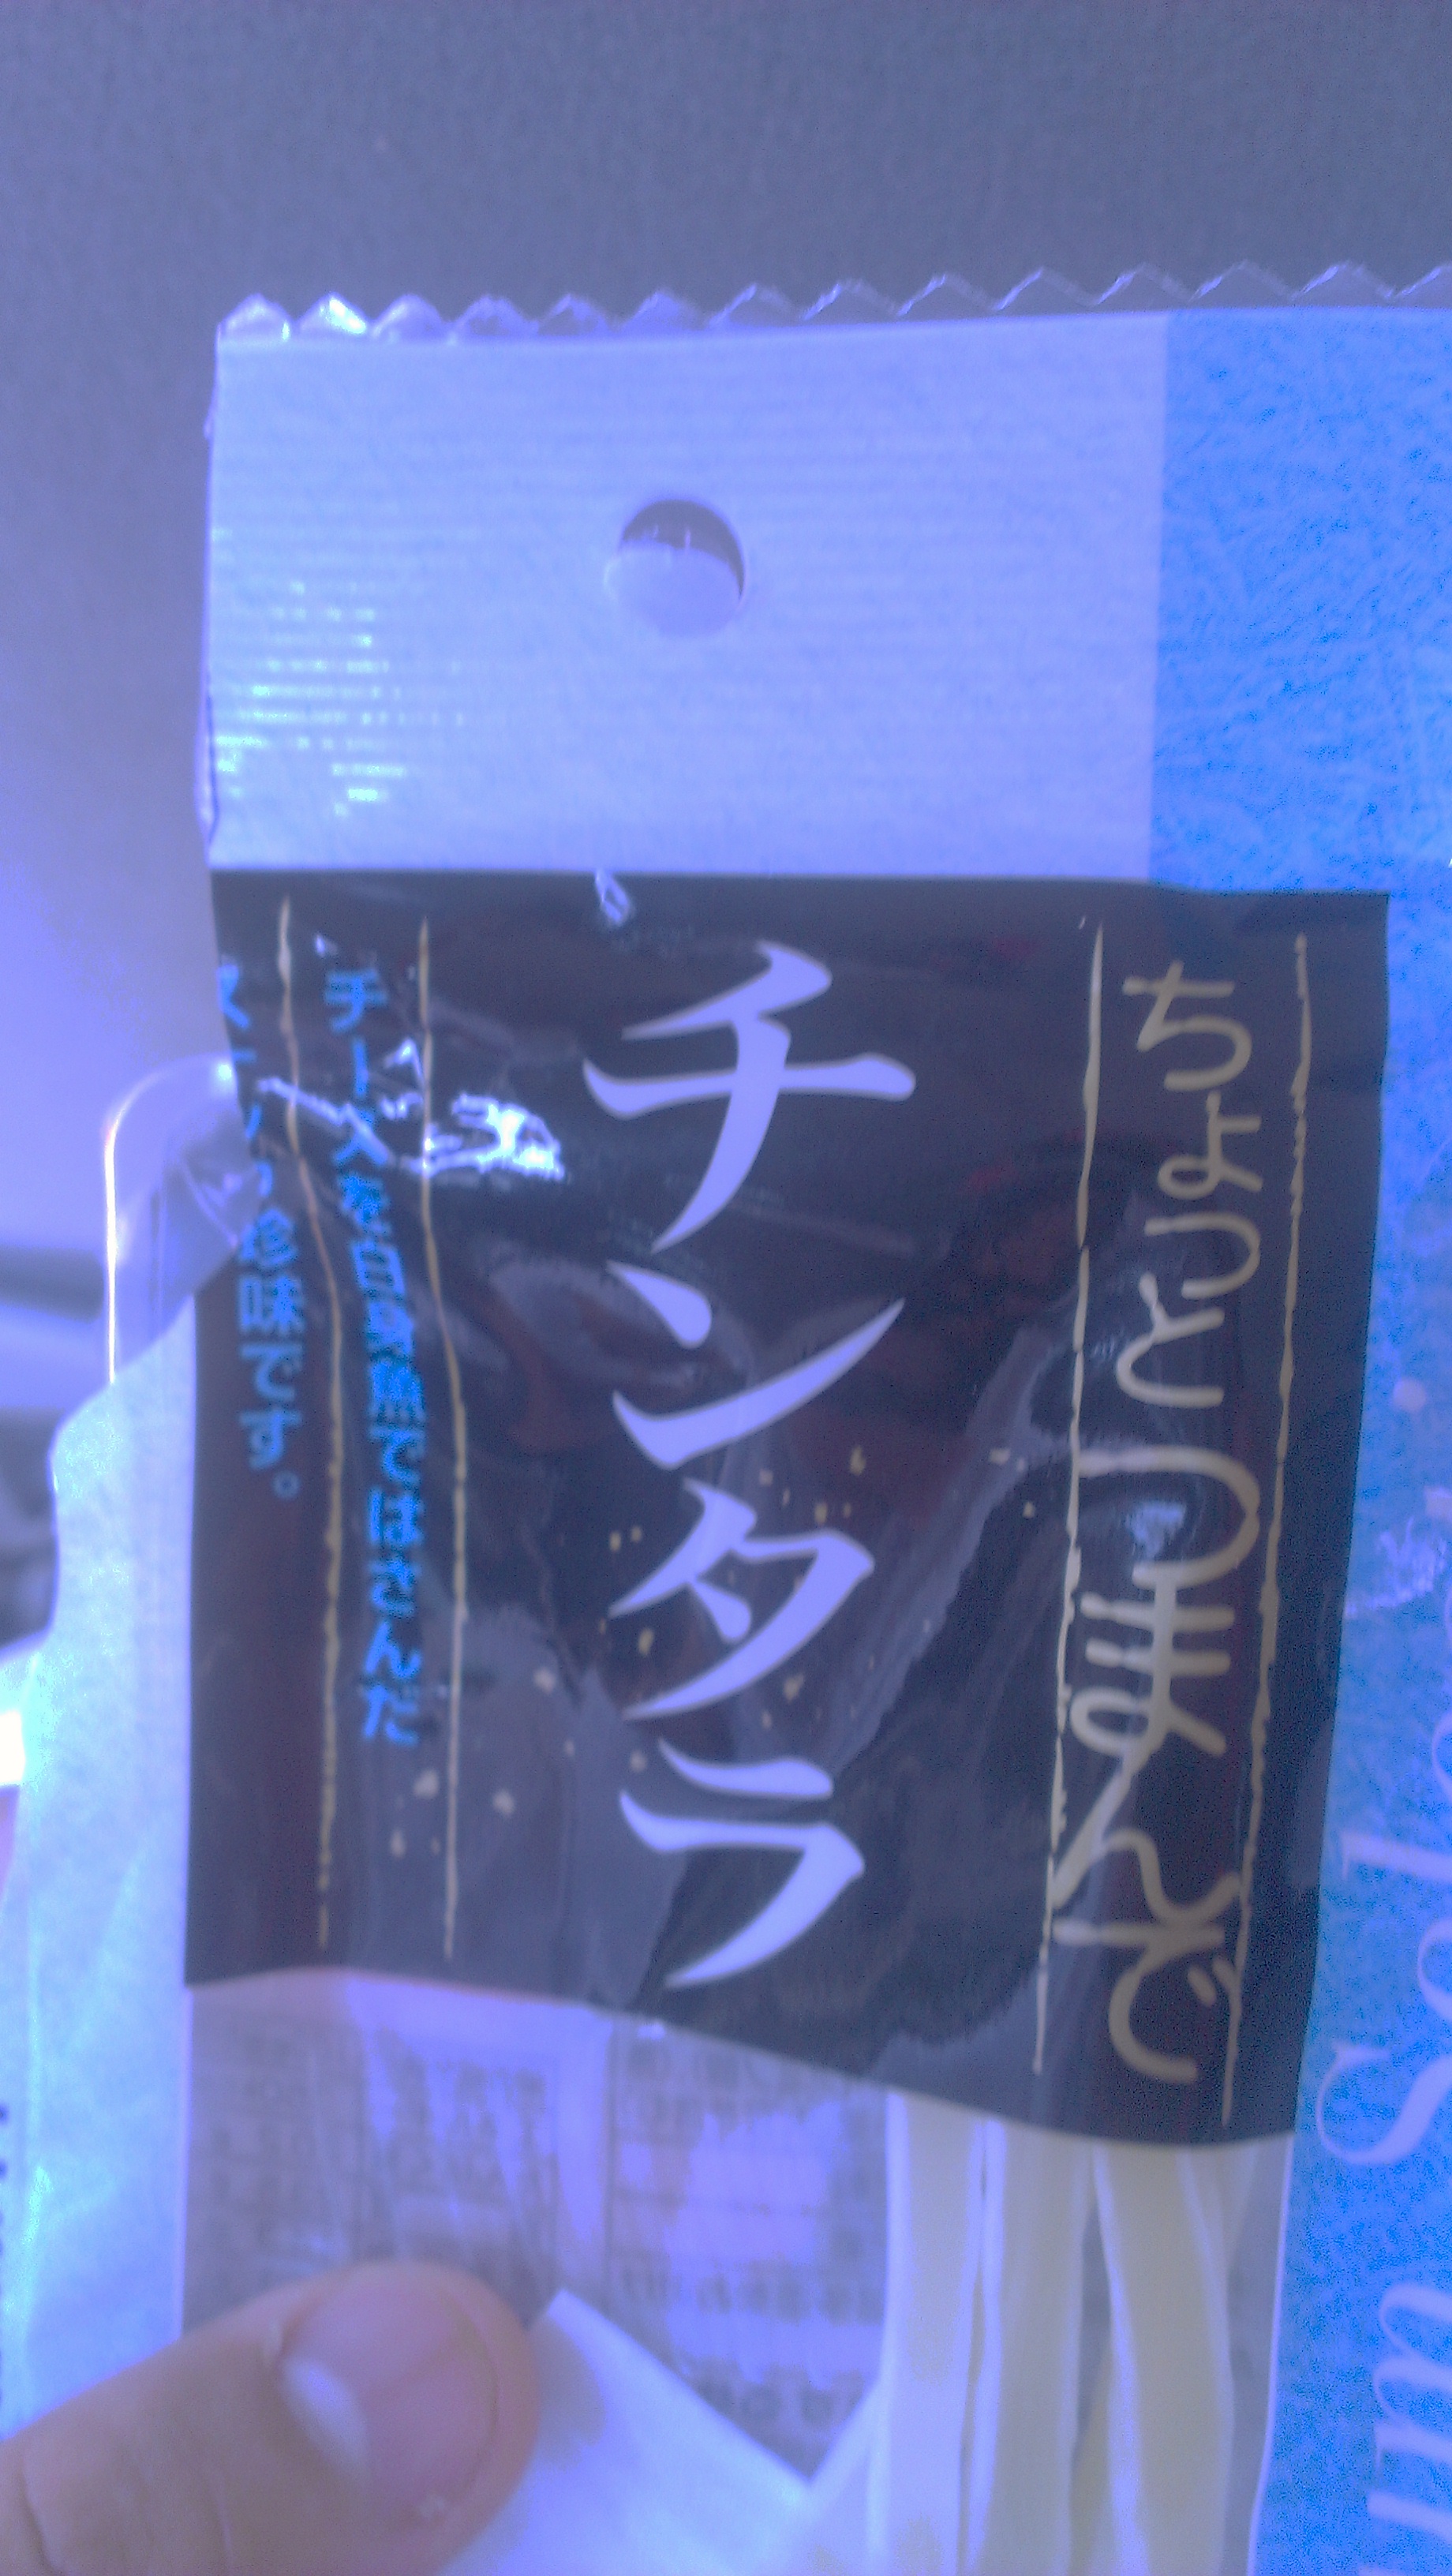 ちょっとつまんで
チンタラ
チーズを白身魚ではさんだ
珍味です。